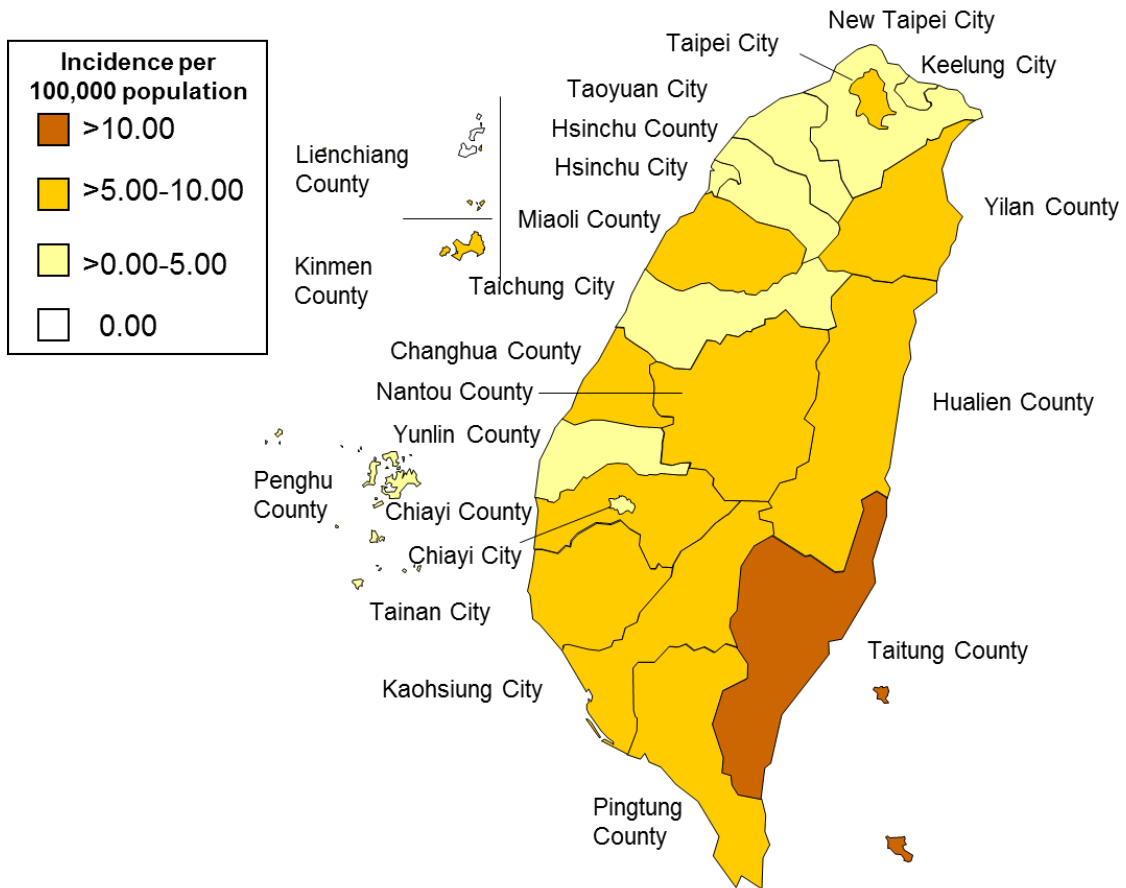 Incidence per
100,000 population
>10.00
>5.00-10.00
>0.00-5.00
0.00
New Taipei City
Taipei City
Keelung City
Taoyuan City
Hsinchu County
Hsinchu City
Lienchiang
County
Miaoli County
Yilan County
Kinmen
County
Taichung City
Changhua County
Nantou County
Hualien County
Yunlin County
Penghu
County
Chiayi County
Chiayi City
Tainan City
Taitung County
Kaohsiung City
Pingtung
County